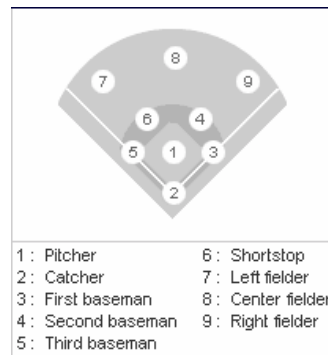 8
7 9
6 4
5 1 3
2
1 : Pitcher
2 : Catcher
3 : First baseman
4 : Second baseman
5 : Third baseman
6 : Shortstop
7 : Left fielder
8 : Center fielder
9 : Right fielder